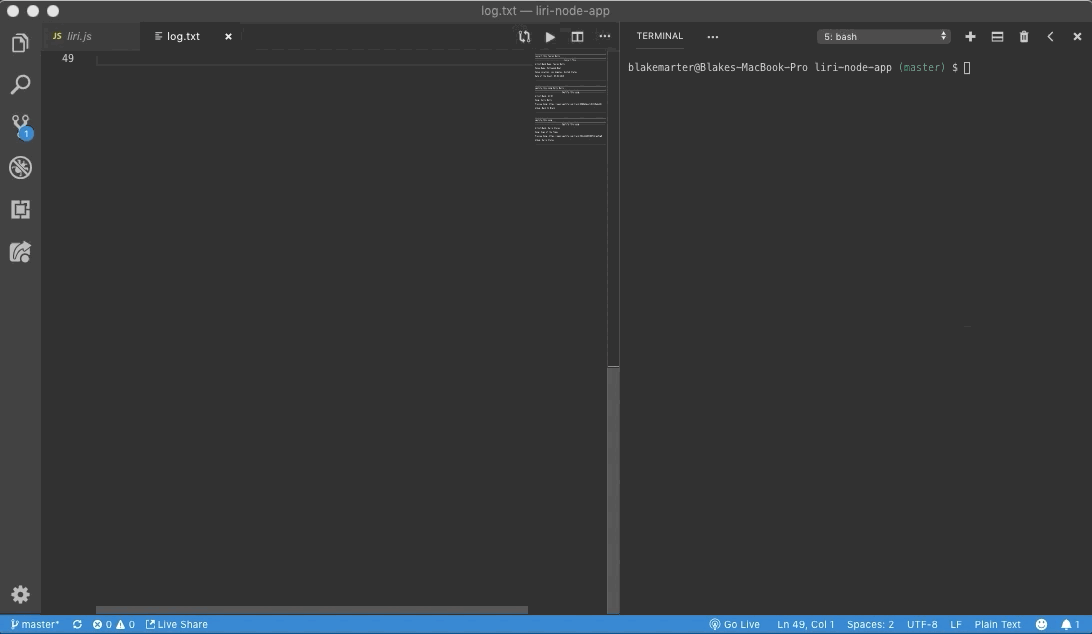 log.txt — liri-node-app
JS liri.js
log.txt
TERMINAL
5: bash
49
blakemarter@Blakes-MacBook-Pro liri-node-app (master) $
1
master*
0
0
Live Share
Go Live
Ln 49, Col 1
Spaces: 2
UTF-8
LF
Plain Text
1